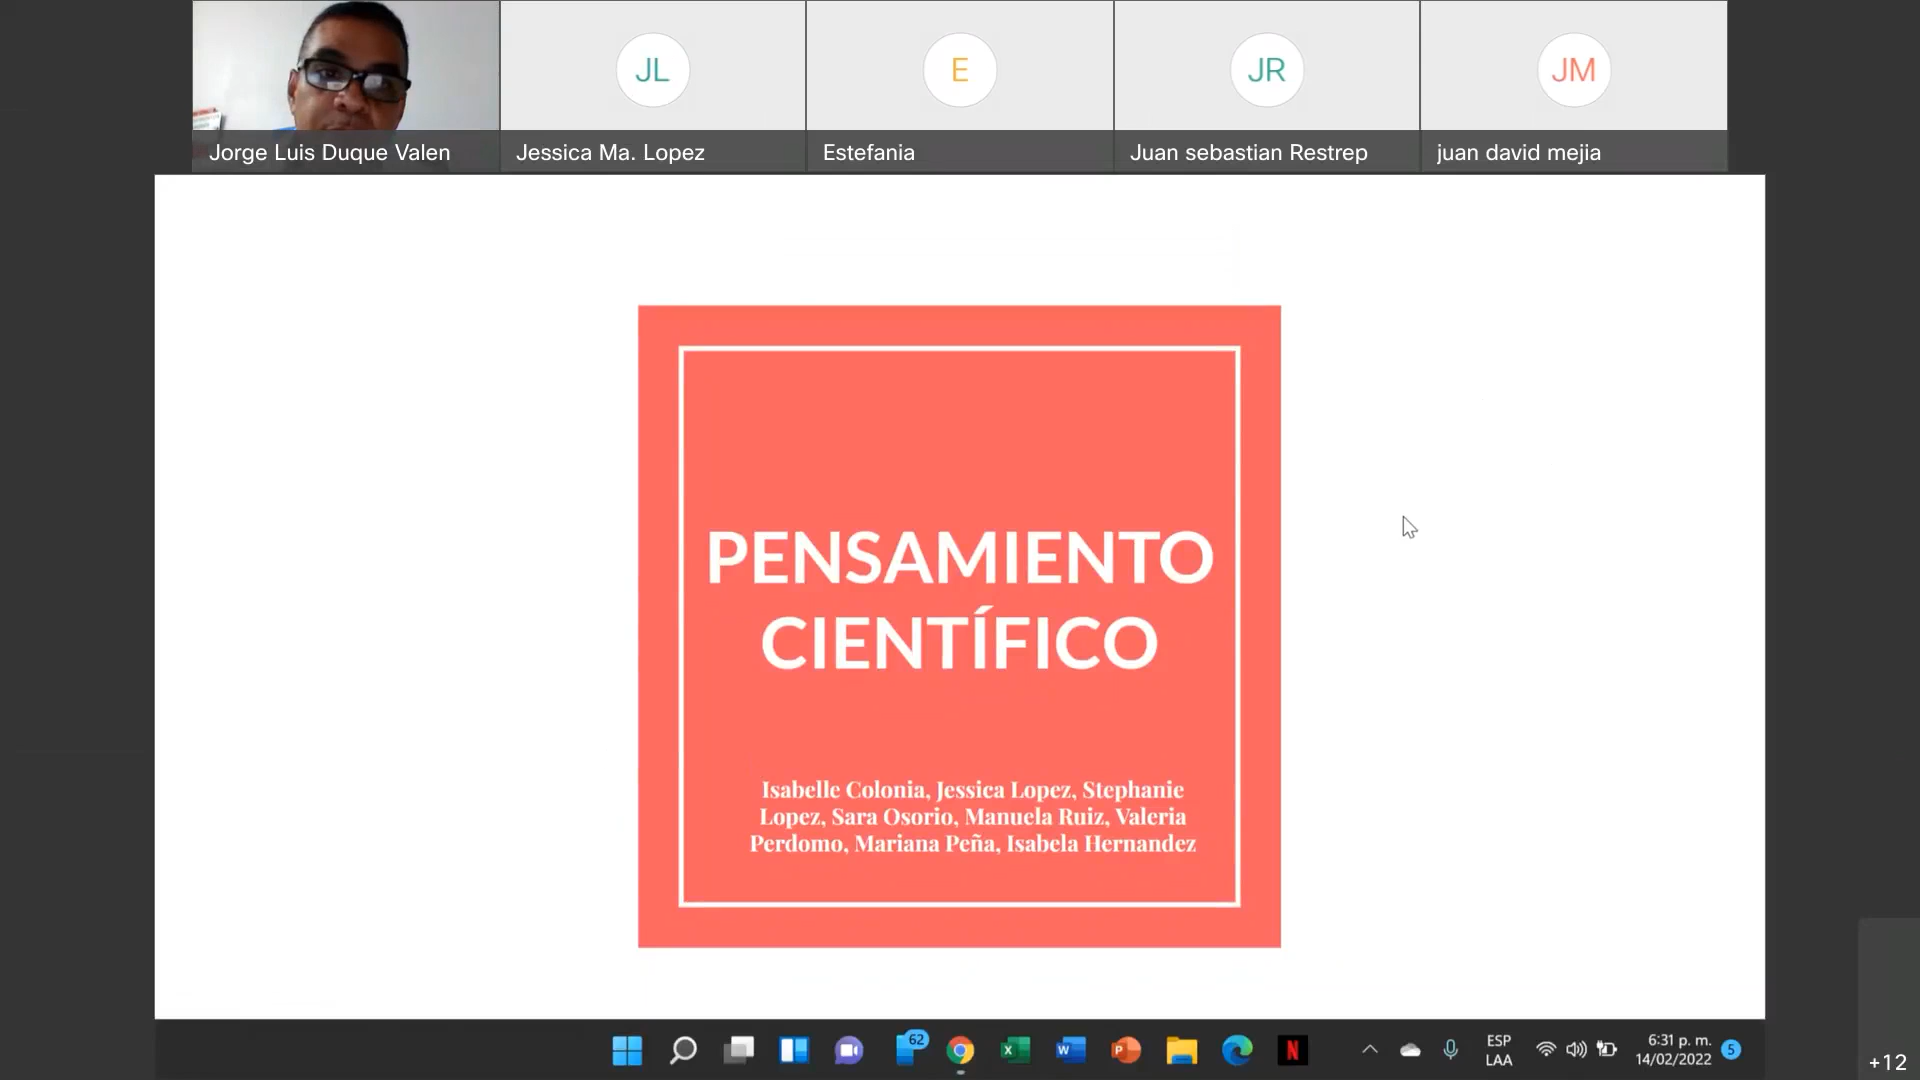 JL
E
JR
JM
Jorge Luis Duque Valen
Jessica Ma. Lopez
Estefania
Juan sebastian Restrep
juan david mejia
PENSAMIENTO
CIENTÍFICO
Isabelle Colonia, Jessica Lopez, Stephanie
Lopez, Sara Osorio, Manuela Ruiz, Valeria
Perdomo, Mariana Peña, Isabela Hernandez
62
ESP
LAA
6:31 p. m.
14/02/2022
5
+12